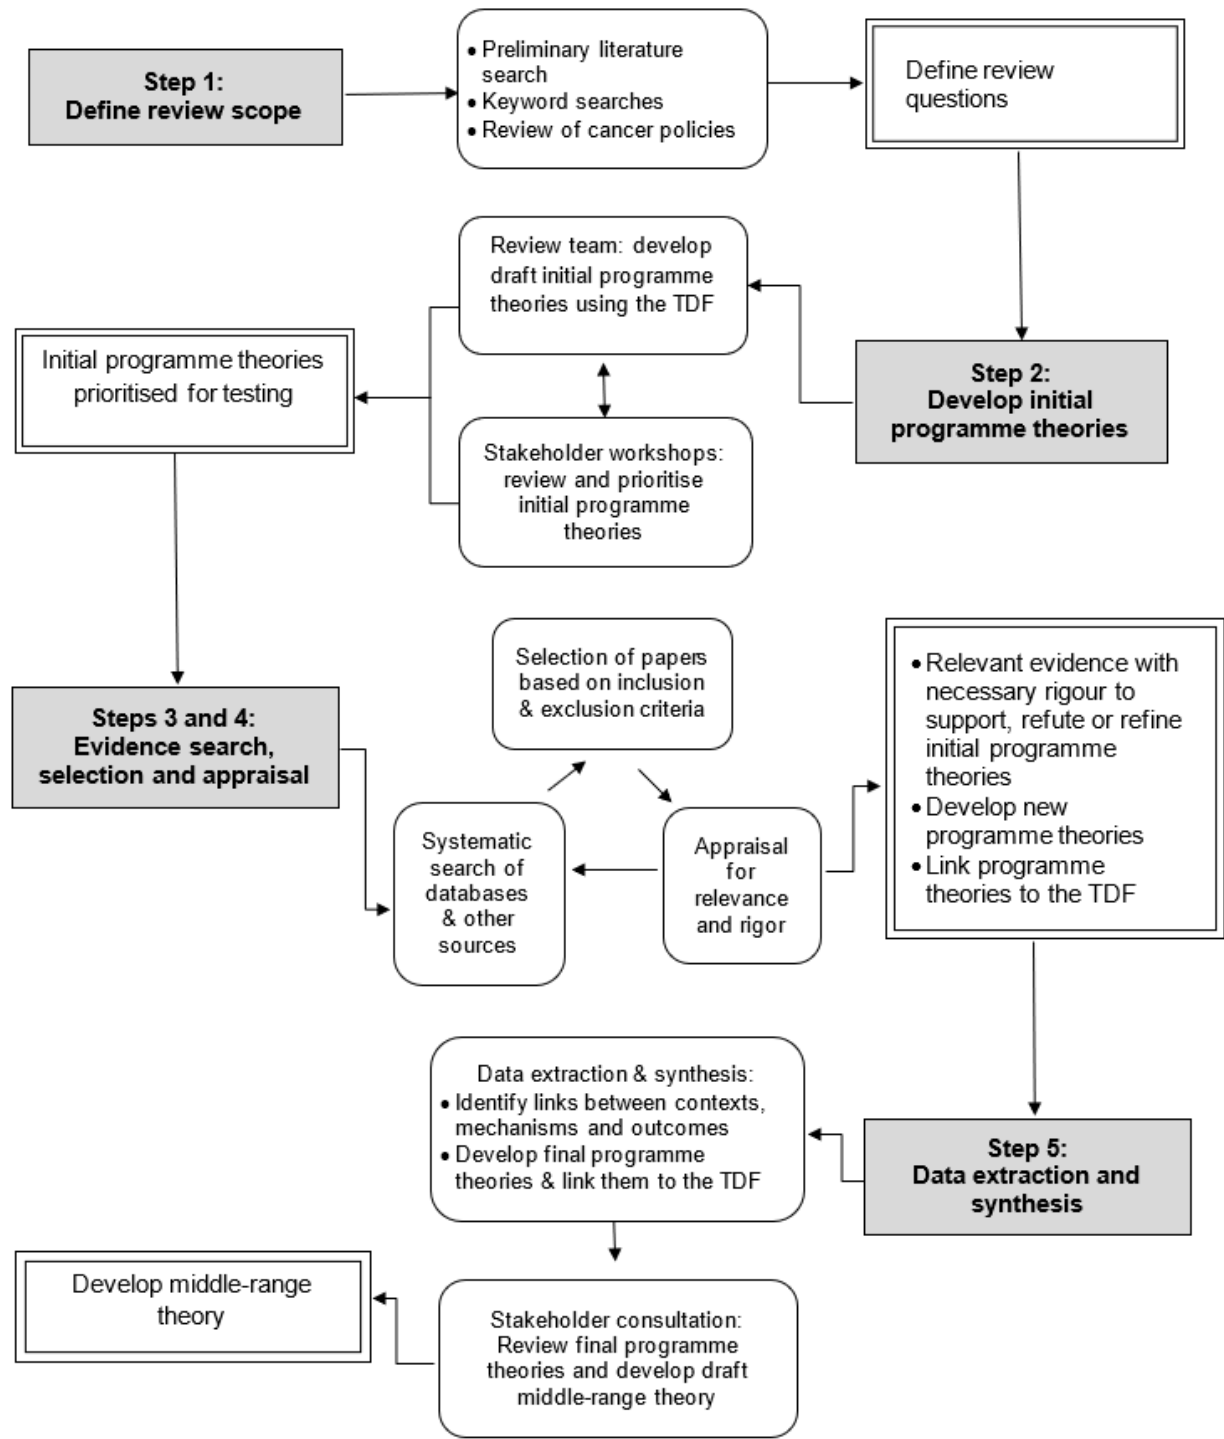 Step 1:
Define review scope
• Preliminary literature
search
• Keyword searches
• Review of cancer policies
Define review
questions
Review team: develop
draft initial programme
theories using the TDF
Initial programme theories
prioritised for testing
Step 2:
Develop initial
programme theories
Stakeholder workshops:
review and prioritise
initial programme
theories
Selection of papers
based on inclusion
& exclusion criteria
• Relevant evidence with
necessary rigour to
support, refute or refine
initial programme
theories
• Develop new
programme theories
• Link programme
theories to the TDF
Steps 3 and 4:
Evidence search,
selection and appraisal
Systematic
search of
databases
& other
sources
Appraisal
for
relevance
and rigor
Data extraction & synthesis:
• Identify links between contexts,
mechanisms and outcomes
• Develop final programme
theories & link them to the TDF
Step 5:
Data extraction and
synthesis
Develop middle-range
theory
Stakeholder consultation:
Review final programme
theories and develop draft
middle-range theory